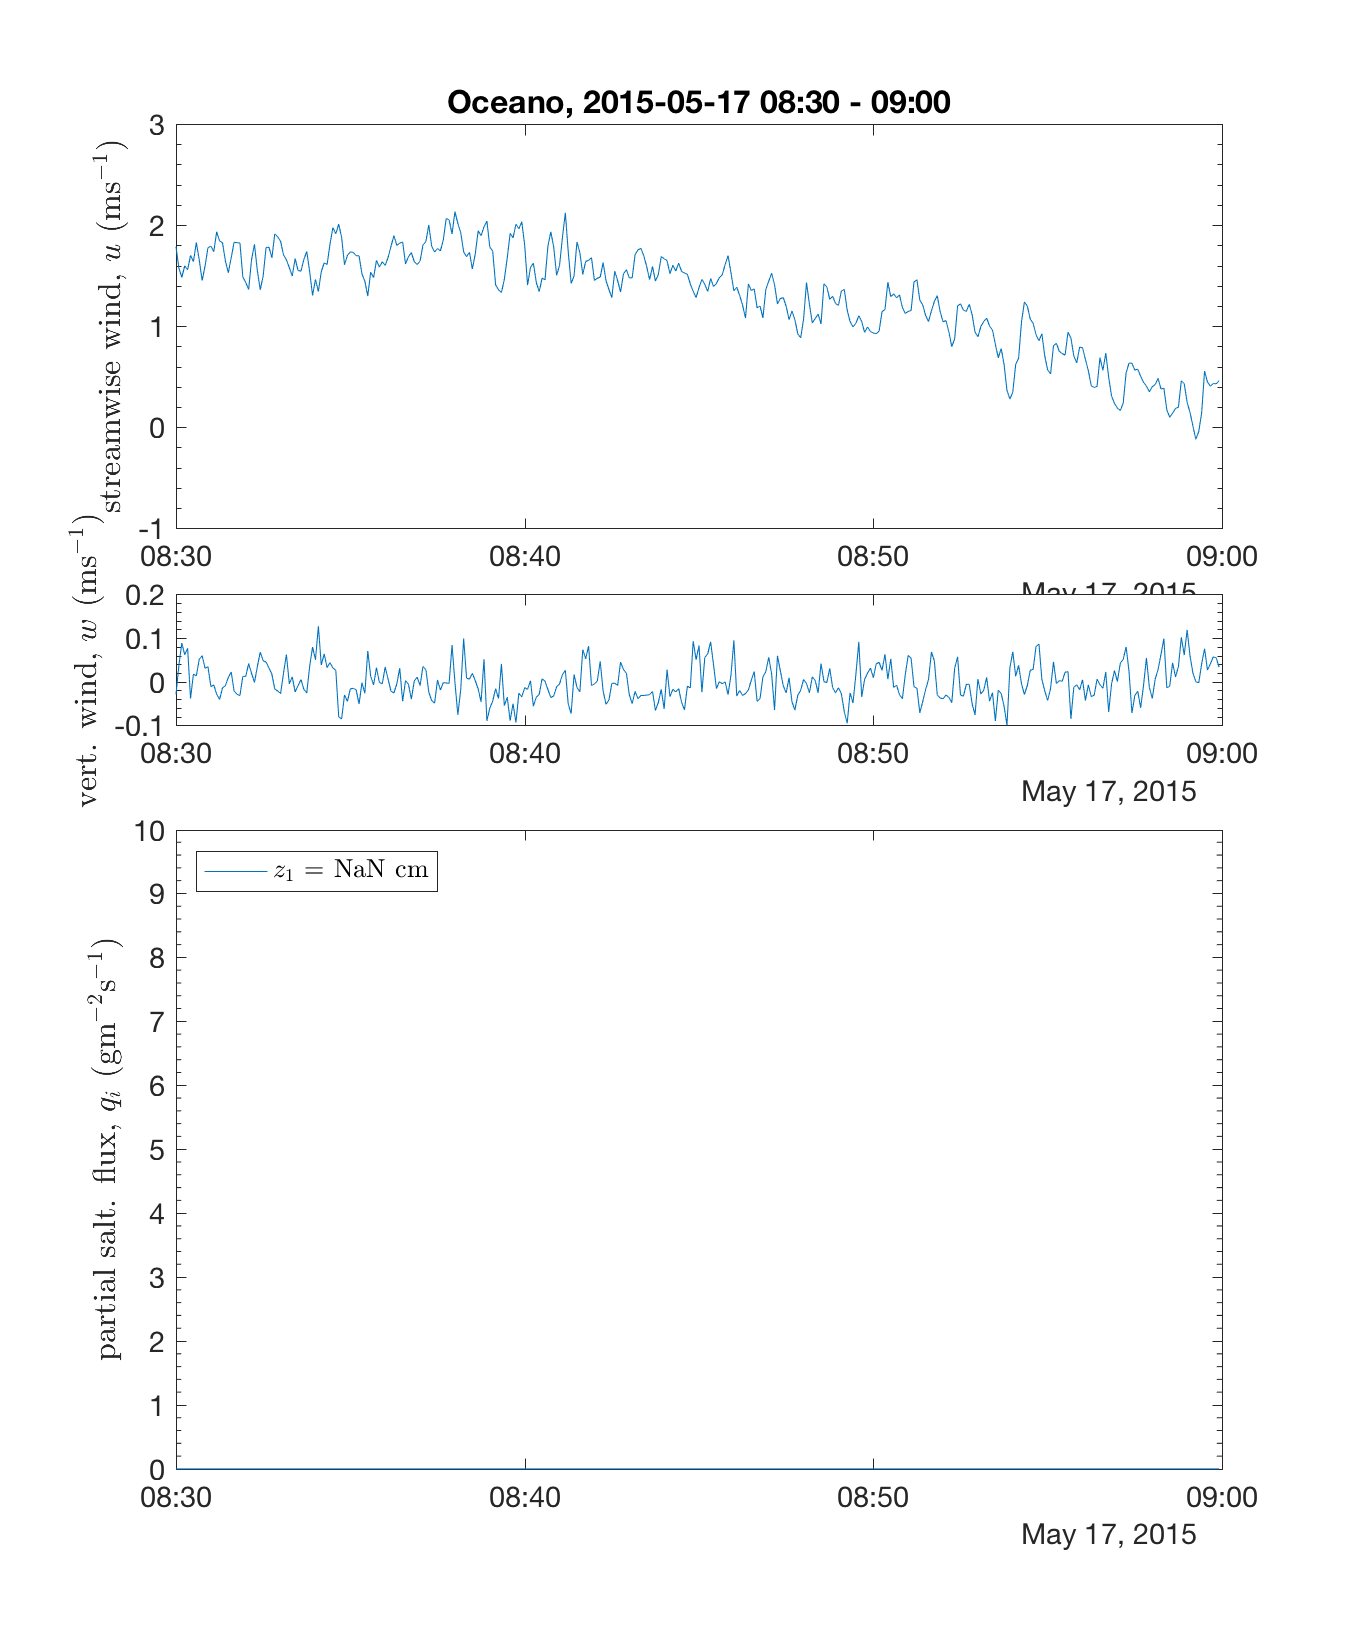 Oceano, 2015-05-17 08:30 - 09:00
streamwise wind, u (ms⁻¹)
3
2
1
0
-1
08:30 08:40 08:50 09:00
May 17, 2015
vert. wind, w (ms⁻¹)
0.2
0.1
0
-0.1
08:30 08:40 08:50 09:00
May 17, 2015
partial salt. flux, qᵢ (gm⁻²s⁻¹)
10
9
8
7
6
5
4
3
2
1
0
z₁ = NaN cm
08:30 08:40 08:50 09:00
May 17, 2015